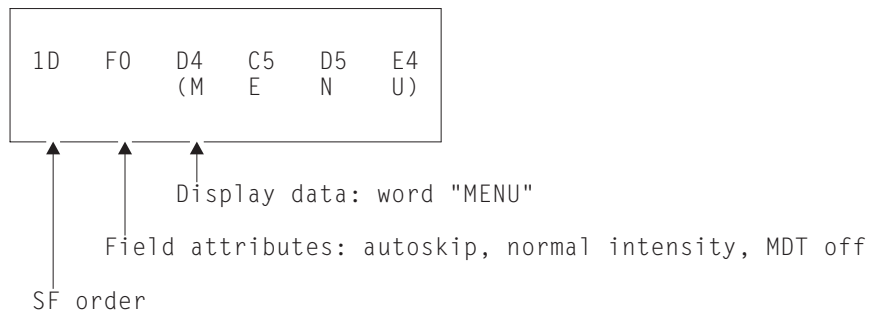 1D F0 D4 C5 D5 E4
(M E N U)
Display data: word "MENU"
Field attributes: autoskip, normal intensity, MDT off
SF order